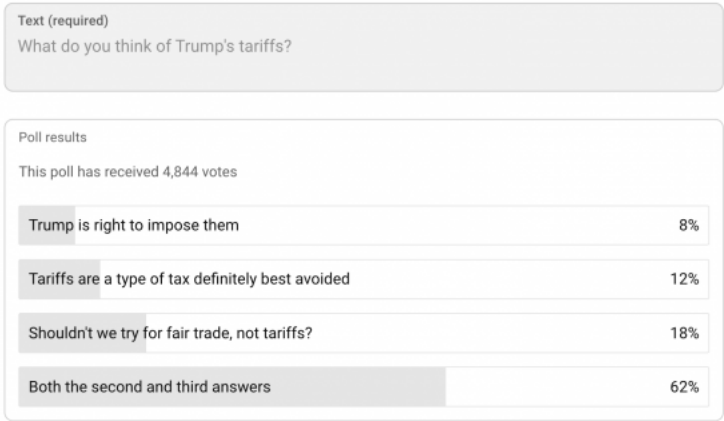 Text (required)
What do you think of Trump's tariffs?
Poll results
This poll has received 4,844 votes
Trump is right to impose them 8%
Tariffs are a type of tax definitely best avoided 12%
Shouldn't we try for fair trade, not tariffs? 18%
Both the second and third answers 62%